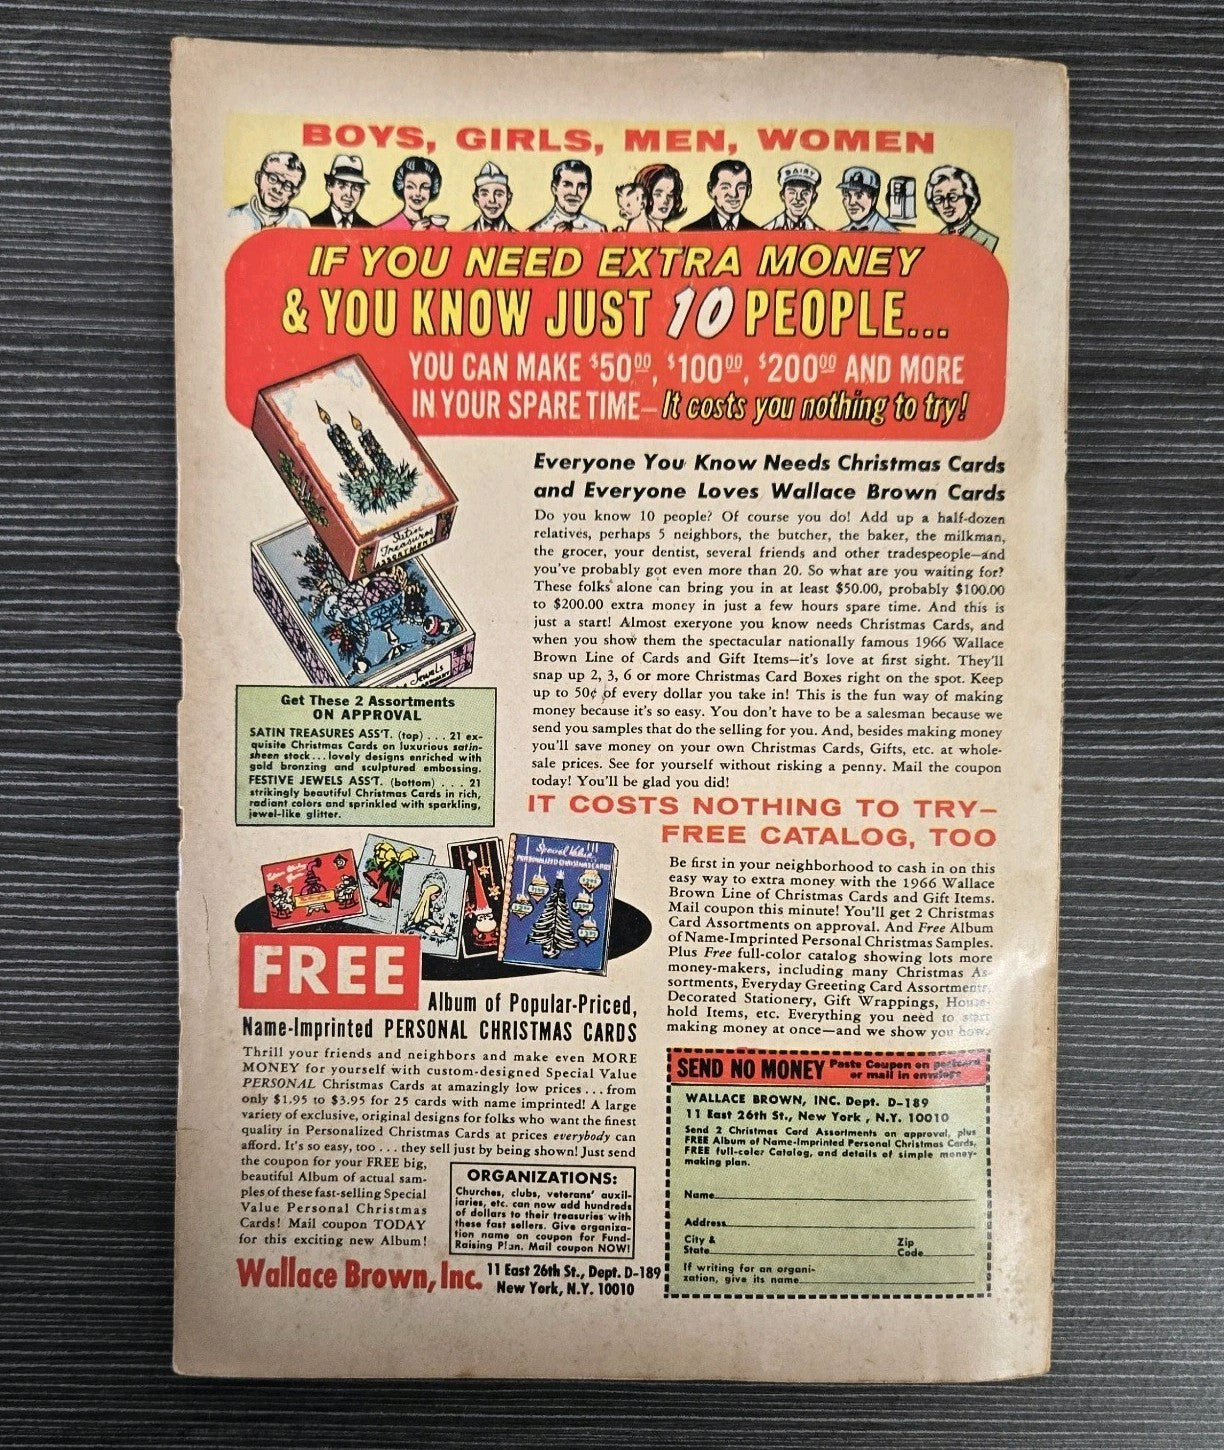 BOYS, GIRLS, MEN, WOMEN
DAIRY
IF YOU NEED EXTRA MONEY
& YOU KNOW JUST 10 PEOPLE...
YOU CAN MAKE $50.00, $100.00, $200.00 AND MORE
IN YOUR SPARE TIME—It costs you nothing to try!
Satin
Treasures
ASSORTMENT
Jewels
Everyone You Know Needs Christmas Cards
and Everyone Loves Wallace Brown Cards
Do you know 10 people? Of course you do! Add up a half-dozen
relatives, perhaps 5 neighbors, the butcher, the baker, the milkman,
the grocer, your dentist, several friends and other tradespeople—and
you've probably got even more than 20. So what are you waiting for?
These folks alone can bring you in at least $50.00, probably $100.00
to $200.00 extra money in just a few hours spare time. And this is
just a start! Almost exeryone you know needs Christmas Cards, and
when you show them the spectacular nationally famous 1966 Wallace
Brown Line of Cards and Gift Items—it's love at first sight. They'll
snap up 2, 3, 6 or more Christmas Card Boxes right on the spot. Keep
up to 50¢ of every dollar you take in! This is the fun way of making
money because it's so easy. You don't have to be a salesman because we
send you samples that do the selling for you. And, besides making money
you'll save money on your own Christmas Cards, Gifts, etc. at whole-
sale prices. See for yourself without risking a penny. Mail the coupon
today! You'll be glad you did!
Get These 2 Assortments
ON APPROVAL
SATIN TREASURES ASS'T. (top) . . . 21 ex-
quisite Christmas Cards on luxurious satin-
sheen stock . . . lovely designs enriched with
gold bronzing and sculptured embossing.
FESTIVE JEWELS ASS'T. (bottom) . . . 21
strikingly beautiful Christmas Cards in rich,
radiant colors and sprinkled with sparkling,
jewel-like glitter.
IT COSTS NOTHING TO TRY—
FREE CATALOG, TOO
Be first in your neighborhood to cash in on this
easy way to extra money with the 1966 Wallace
Brown Line of Christmas Cards and Gift Items.
Mail coupon this minute! You'll get 2 Christmas
Card Assortments on approval. And Free Album
of Name-Imprinted Personal Christmas Samples.
Plus Free full-color catalog showing lots more
money-makers, including many Christmas As-
sortments, Everyday Greeting Card Assortments,
Decorated Stationery, Gift Wrappings, House-
hold Items, etc. Everything you need to start
making money at once—and we show you how.
Special Value
PERSONALIZED CHRISTMAS CARDS
FREE
Album of Popular-Priced,
Name-Imprinted PERSONAL CHRISTMAS CARDS
Thrill your friends and neighbors and make even MORE
MONEY for yourself with custom-designed Special Value
PERSONAL Christmas Cards at amazingly low prices . . . from
only $1.95 to $3.95 for 25 cards with name imprinted! A large
variety of exclusive, original designs for folks who want the finest
quality in Personalized Christmas Cards at prices everybody can
afford. It's so easy, too . . . they sell just by being shown! Just send
the coupon for your FREE big,
beautiful Album of actual sam-
ples of these fast-selling Special
Value Personal Christmas
Cards! Mail coupon TODAY
for this exciting new Album!
ORGANIZATIONS:
Churches, clubs, veterans' auxil-
iaries, etc. can now add hundreds
of dollars to their treasuries with
these fast sellers. Give organiza-
tion name on coupon for Fund-
Raising Plan. Mail coupon NOW!
Wallace Brown, Inc. 11 East 26th St., Dept. D-189
New York, N.Y. 10010
SEND NO MONEY Paste Coupon on postcard
or mail in envelope
WALLACE BROWN, INC. Dept. D-189
11 East 26th St., New York , N.Y. 10010
Send 2 Christmas Card Assortments on approval, plus
FREE Album of Name-Imprinted Personal Christmas Cards,
FREE full-color Catalog, and details of simple money-
making plan.
Name
Address
City &
State
Zip
Code
If writing for an organi-
zation, give its name